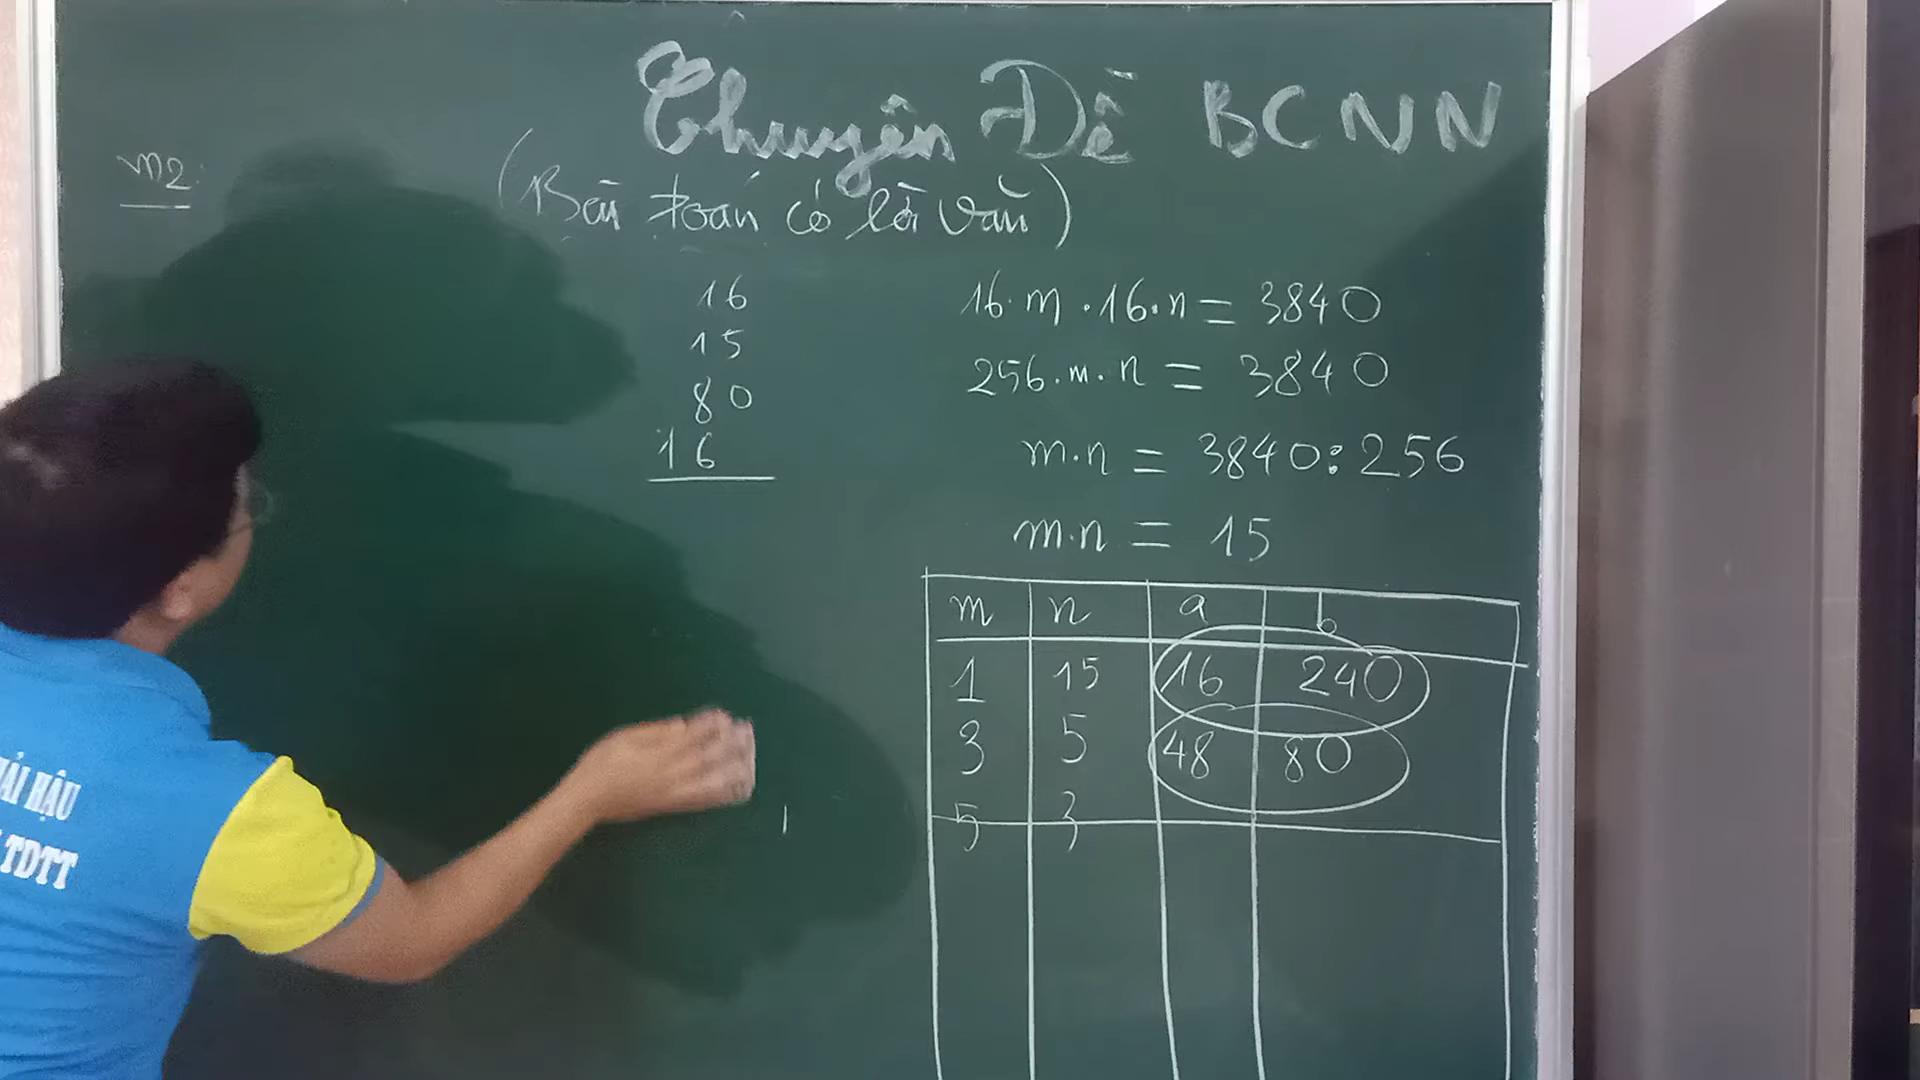 Chuyên Đề BCNN
m2:
(Bài toán có lời văn)
16
15
80
16
16.m.16.n = 3840
256.m.n = 3840
m.n = 3840:256
m.n = 15
m n a b
1 15 16 240
3 5 48 80
5 3
ẢI HẬU
TDTT